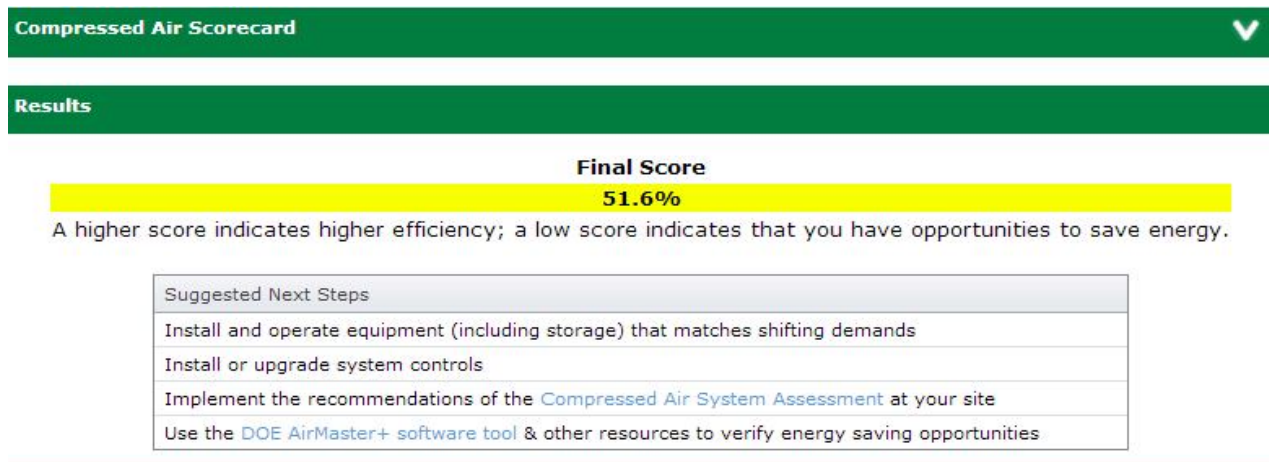 Compressed Air Scorecard
Results
Final Score
51.6%
A higher score indicates higher efficiency; a low score indicates that you have opportunities to save energy.
Suggested Next Steps
Install and operate equipment (including storage) that matches shifting demands
Install or upgrade system controls
Implement the recommendations of the Compressed Air System Assessment at your site
Use the DOE AirMaster+ software tool & other resources to verify energy saving opportunities